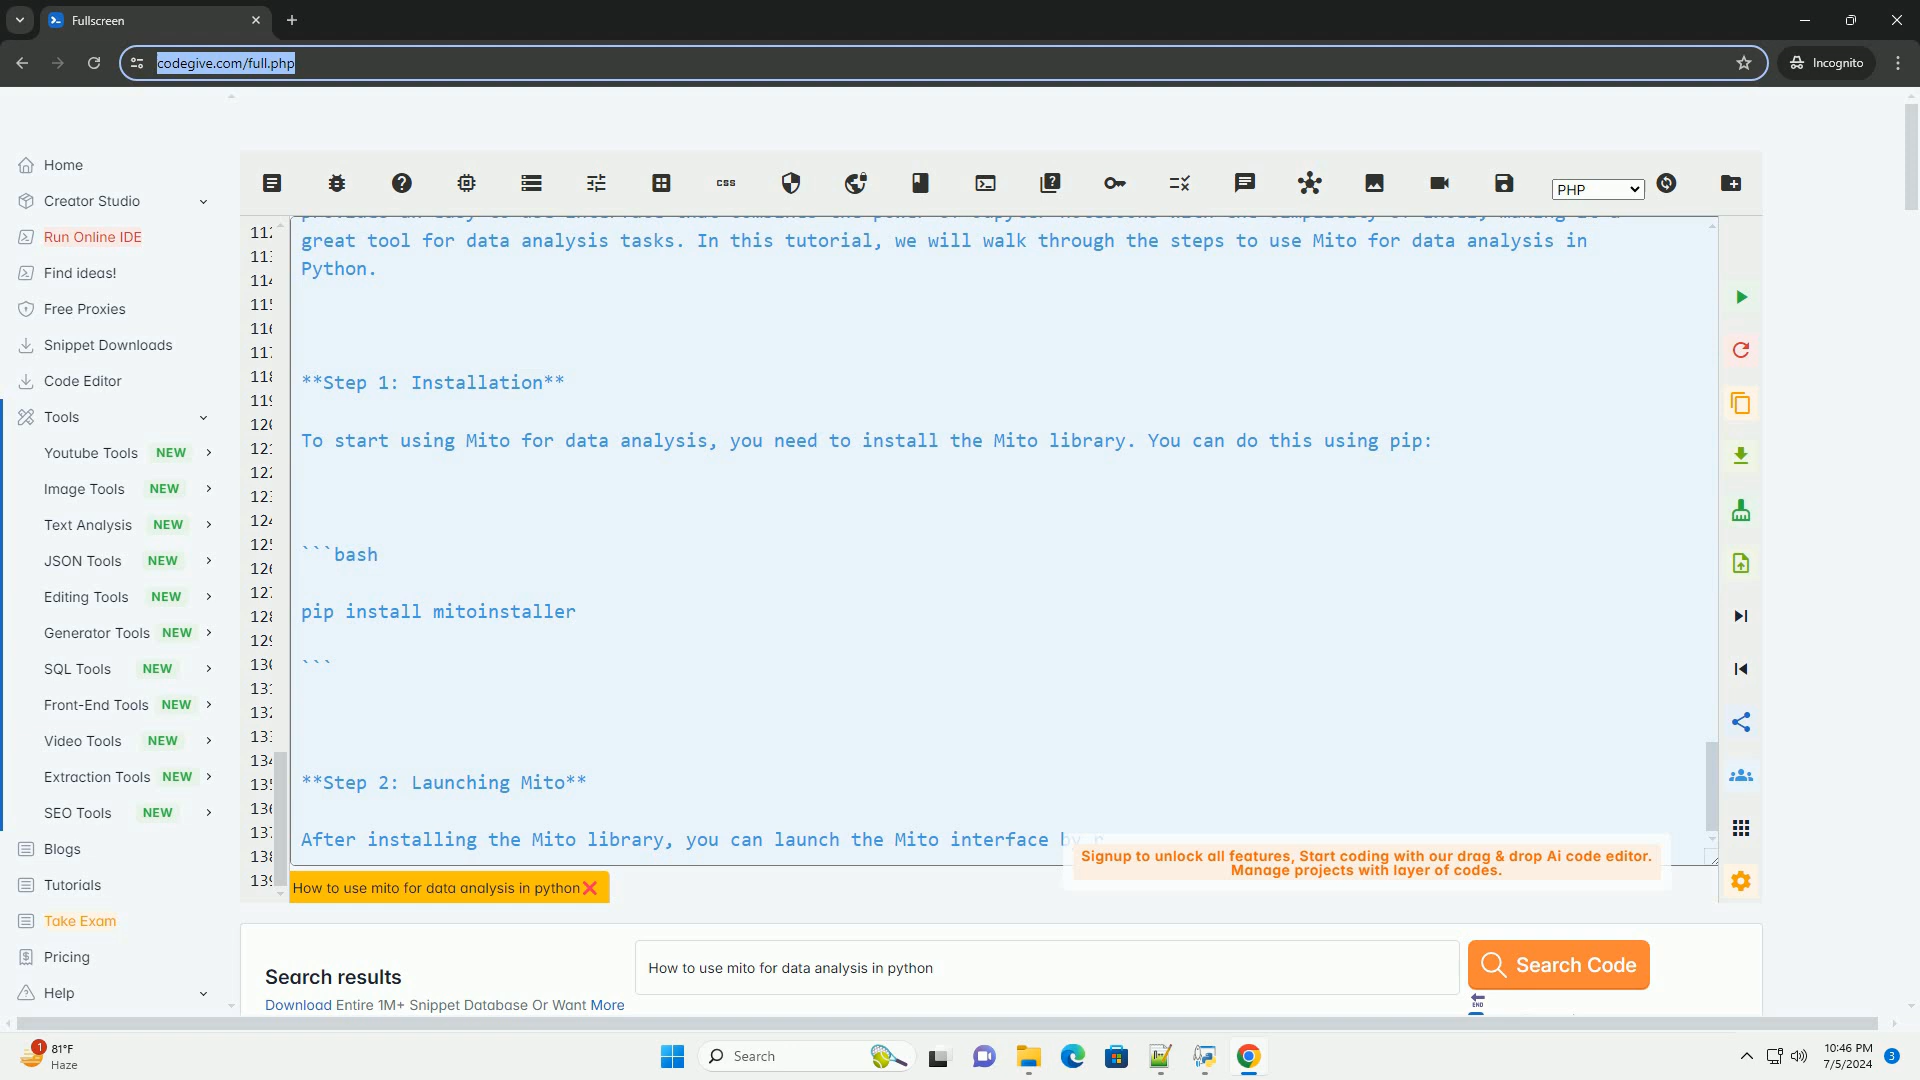 Fullscreen
codegive.com/full.php
Incognito
Home
Creator Studio
Run Online IDE
Find ideas!
Free Proxies
Snippet Downloads
Code Editor
Tools
Youtube Tools NEW
Image Tools NEW
Text Analysis NEW
JSON Tools NEW
Editing Tools NEW
Generator Tools NEW
SQL Tools NEW
Front-End Tools NEW
Video Tools NEW
Extraction Tools NEW
SEO Tools NEW
Blogs
Tutorials
Take Exam
Pricing
Help
css
PHP
great tool for data analysis tasks. In this tutorial, we will walk through the steps to use Mito for data analysis in
Python.
**Step 1: Installation**
To start using Mito for data analysis, you need to install the Mito library. You can do this using pip:
```bash
pip install mitoinstaller
```
**Step 2: Launching Mito**
After installing the Mito library, you can launch the Mito interface by r
Signup to unlock all features, Start coding with our drag & drop Ai code editor.
Manage projects with layer of codes.
How to use mito for data analysis in python
Search results
Download Entire 1M+ Snippet Database Or Want More
How to use mito for data analysis in python
Search Code
END
1
81°F
Haze
Search
10:46 PM
7/5/2024
3